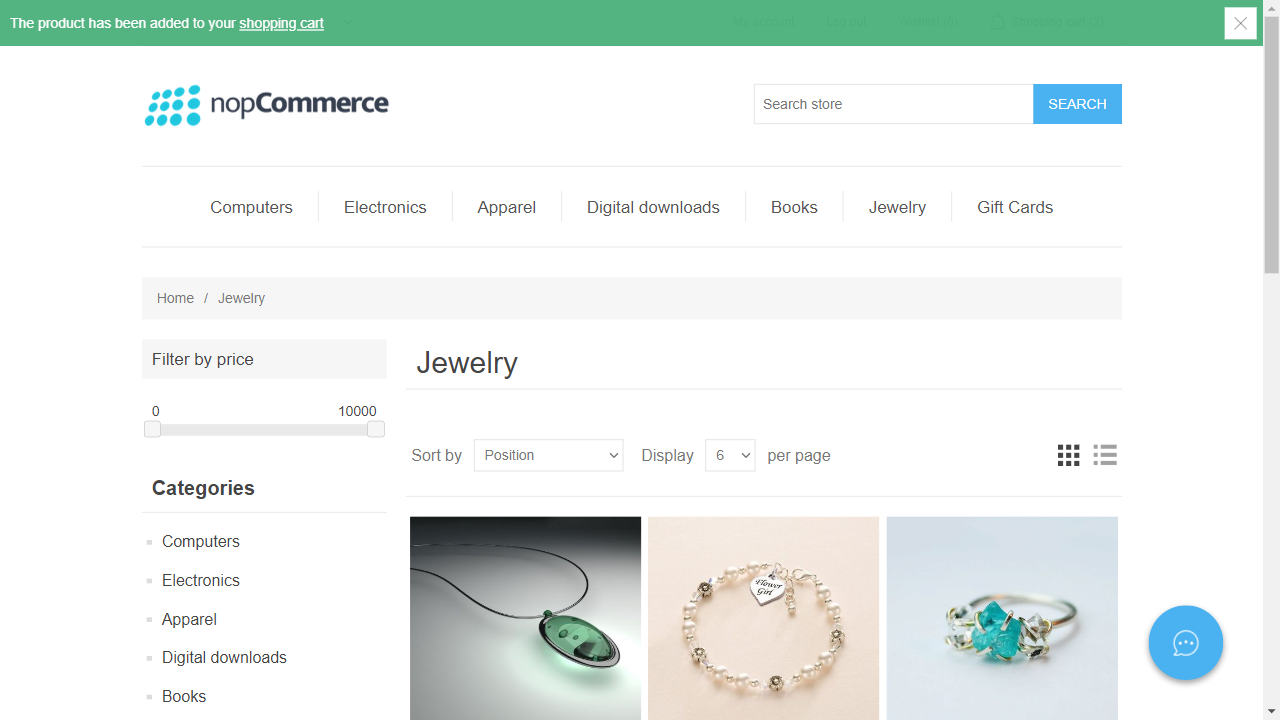 The product has been added to your shopping cart
My account Log out Wishlist (0) Shopping cart (2)
nopCommerce
Search store SEARCH
Computers Electronics Apparel Digital downloads Books Jewelry Gift Cards
Home / Jewelry
Filter by price
Jewelry
0 10000
Sort by Position Display 6 per page
Categories
Computers
Electronics
Apparel
Digital downloads
Books
Flower
Girl